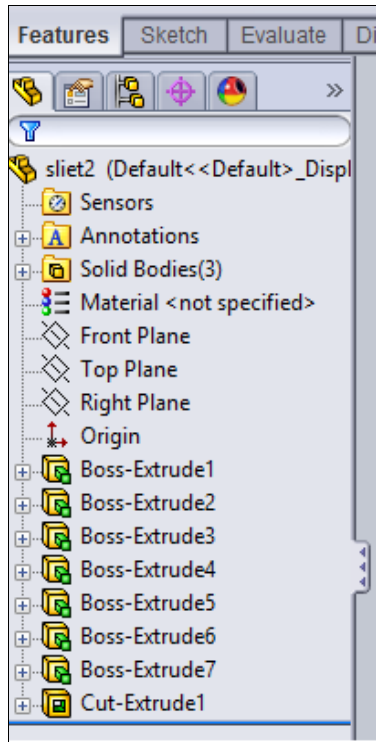 Features Sketch Evaluate Di
sliet2 (Default<<Default>_Displ
Sensors
A Annotations
Solid Bodies(3)
Material <not specified>
Front Plane
Top Plane
Right Plane
Origin
Boss-Extrude1
Boss-Extrude2
Boss-Extrude3
Boss-Extrude4
Boss-Extrude5
Boss-Extrude6
Boss-Extrude7
Cut-Extrude1